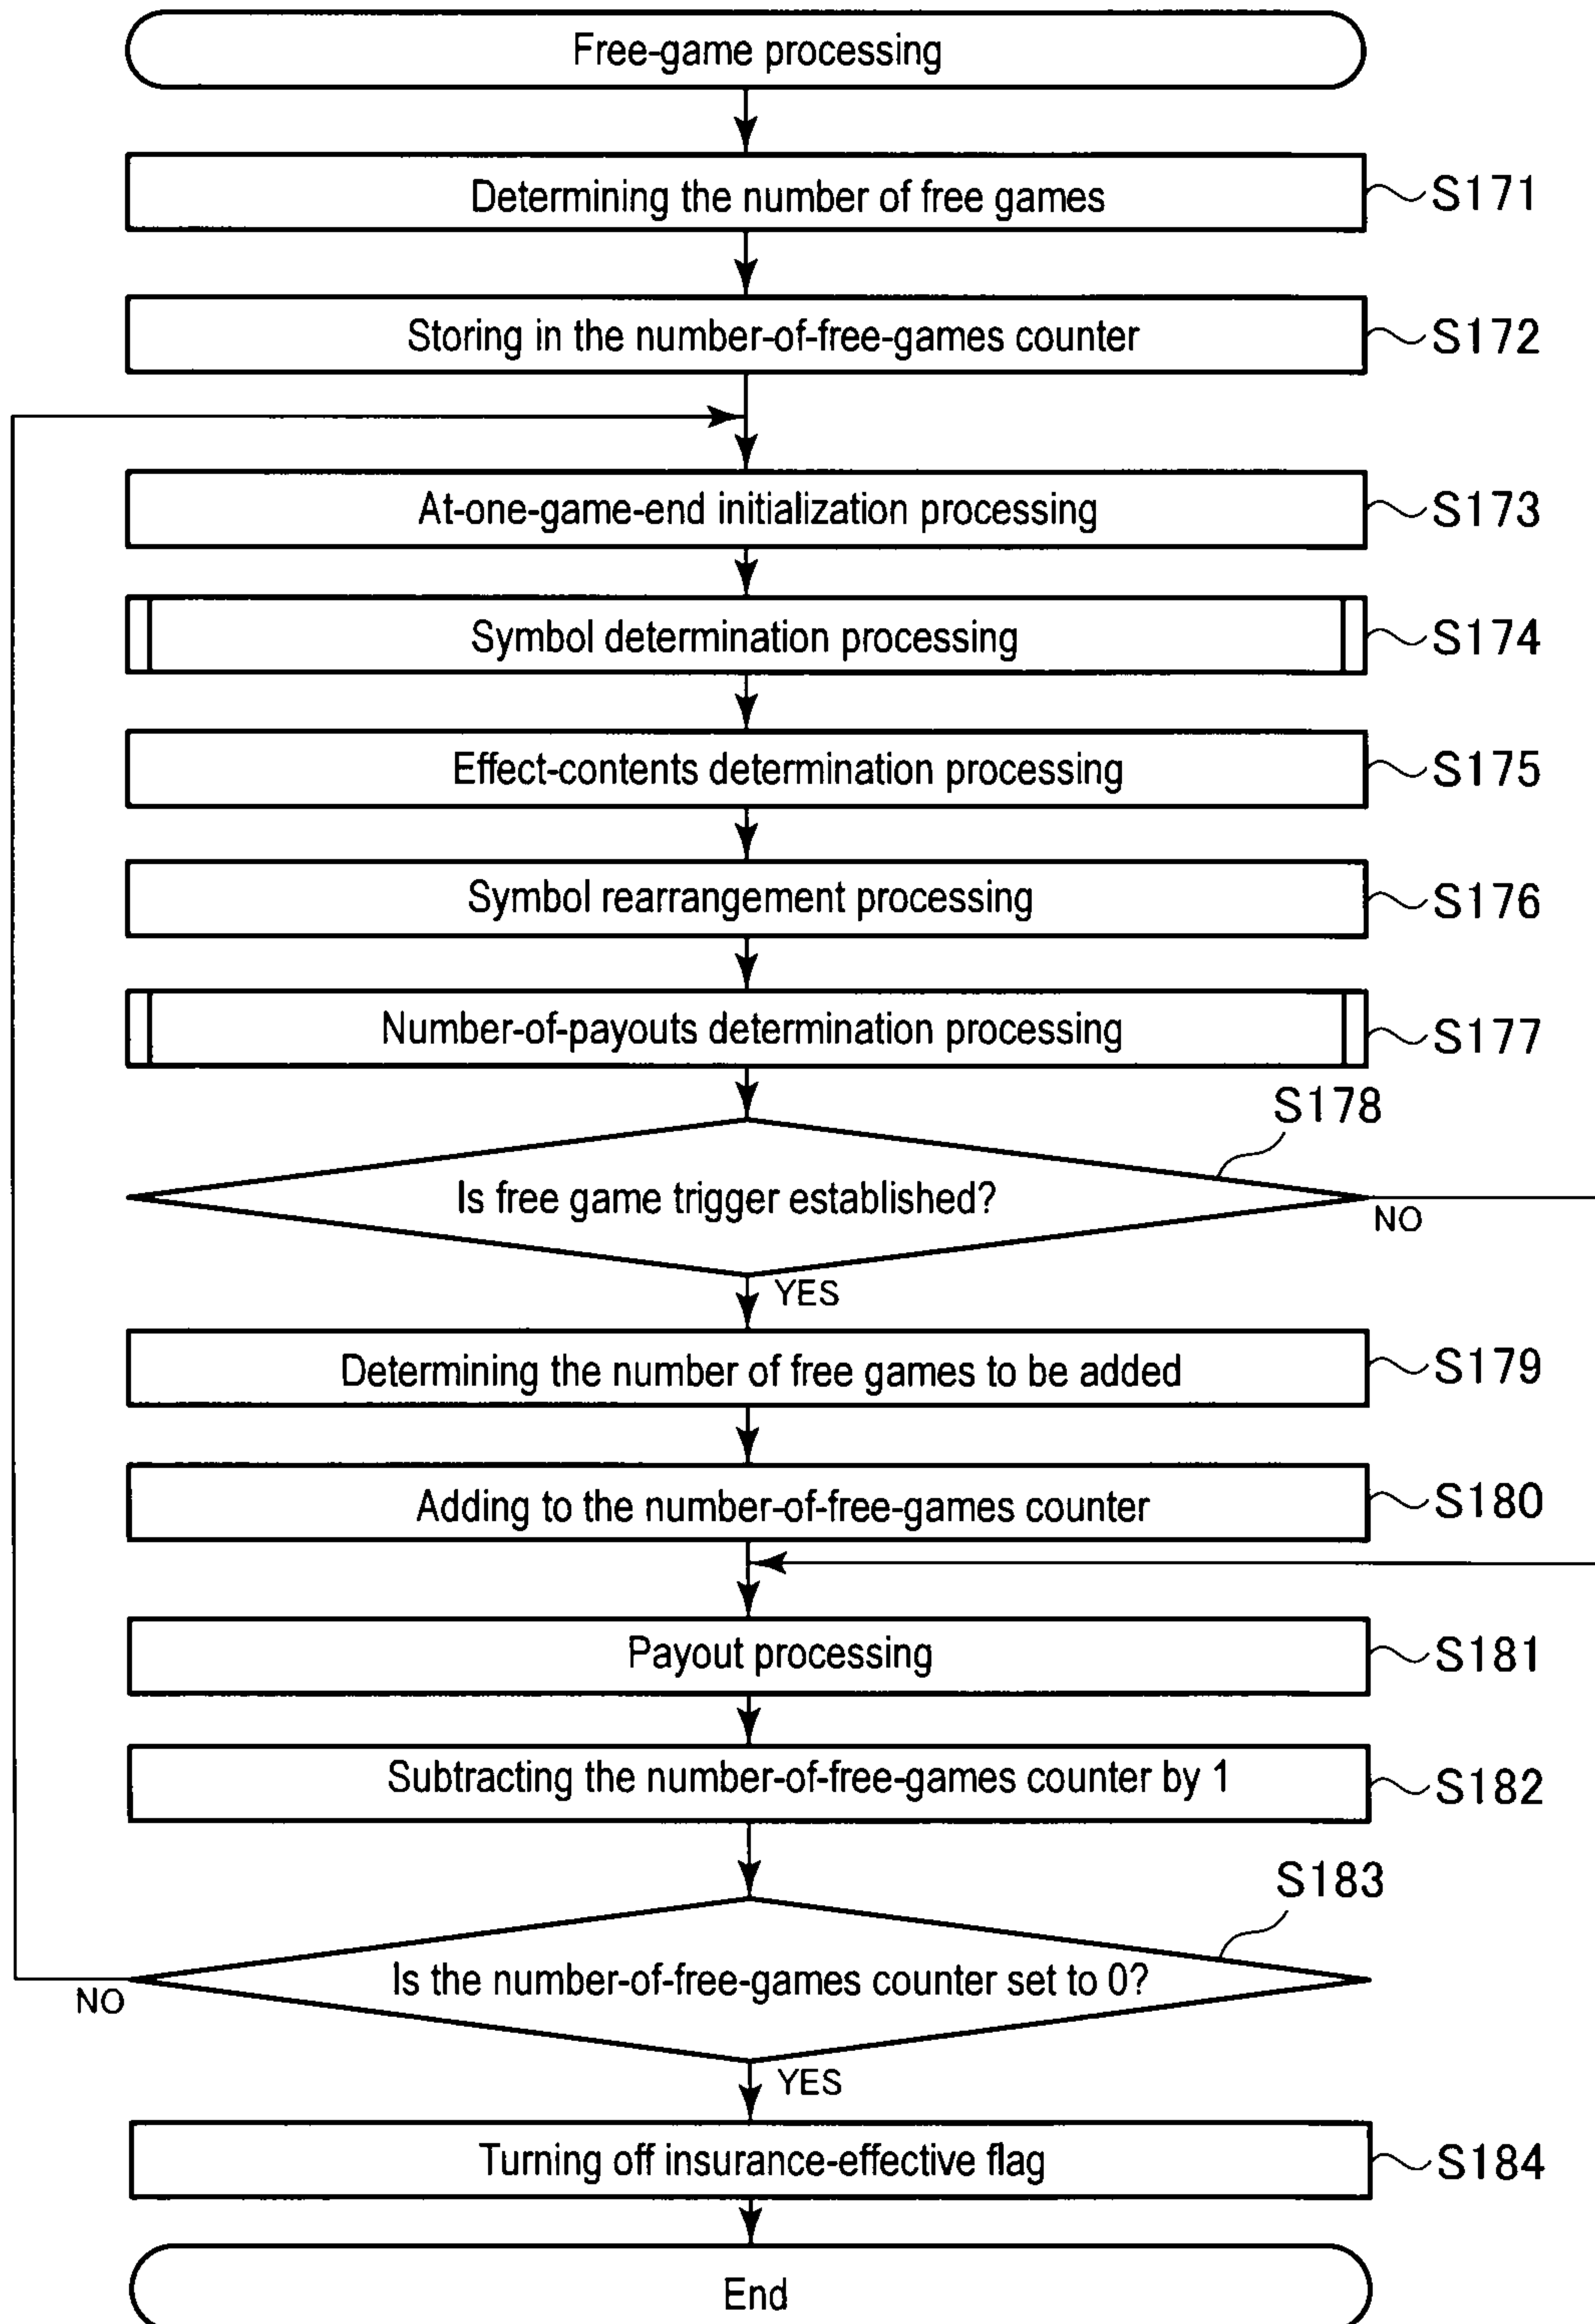 Free-game processing
Determining the number of free games
S171
Storing in the number-of-free-games counter
S172
At-one-game-end initialization processing
S173
Symbol determination processing
S174
Effect-contents determination processing
S175
Symbol rearrangement processing
S176
Number-of-payouts determination processing
S177
S178
Is free game trigger established?
NO
YES
Determining the number of free games to be added
S179
Adding to the number-of-free-games counter
S180
Payout processing
S181
Subtracting the number-of-free-games counter by 1
S182
S183
Is the number-of-free-games counter set to 0?
NO
YES
Turning off insurance-effective flag
S184
End